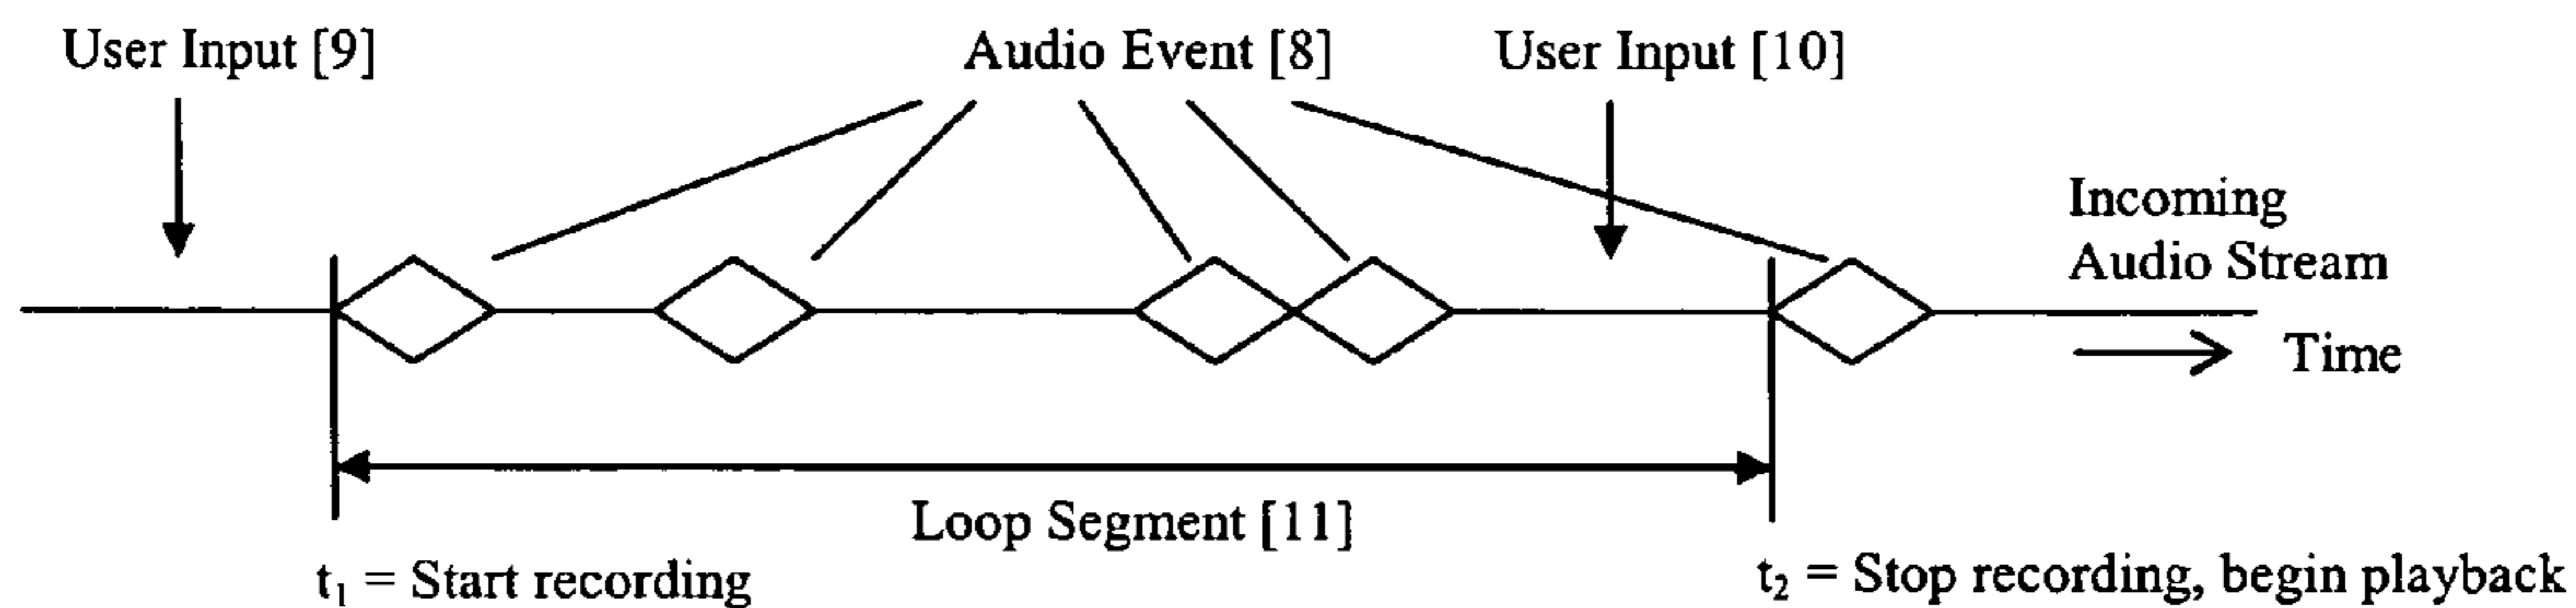 User Input [9]
Audio Event [8]
User Input [10]
Incoming
Audio Stream
Time
Loop Segment [11]
t₁ = Start recording
t₂ = Stop recording, begin playback